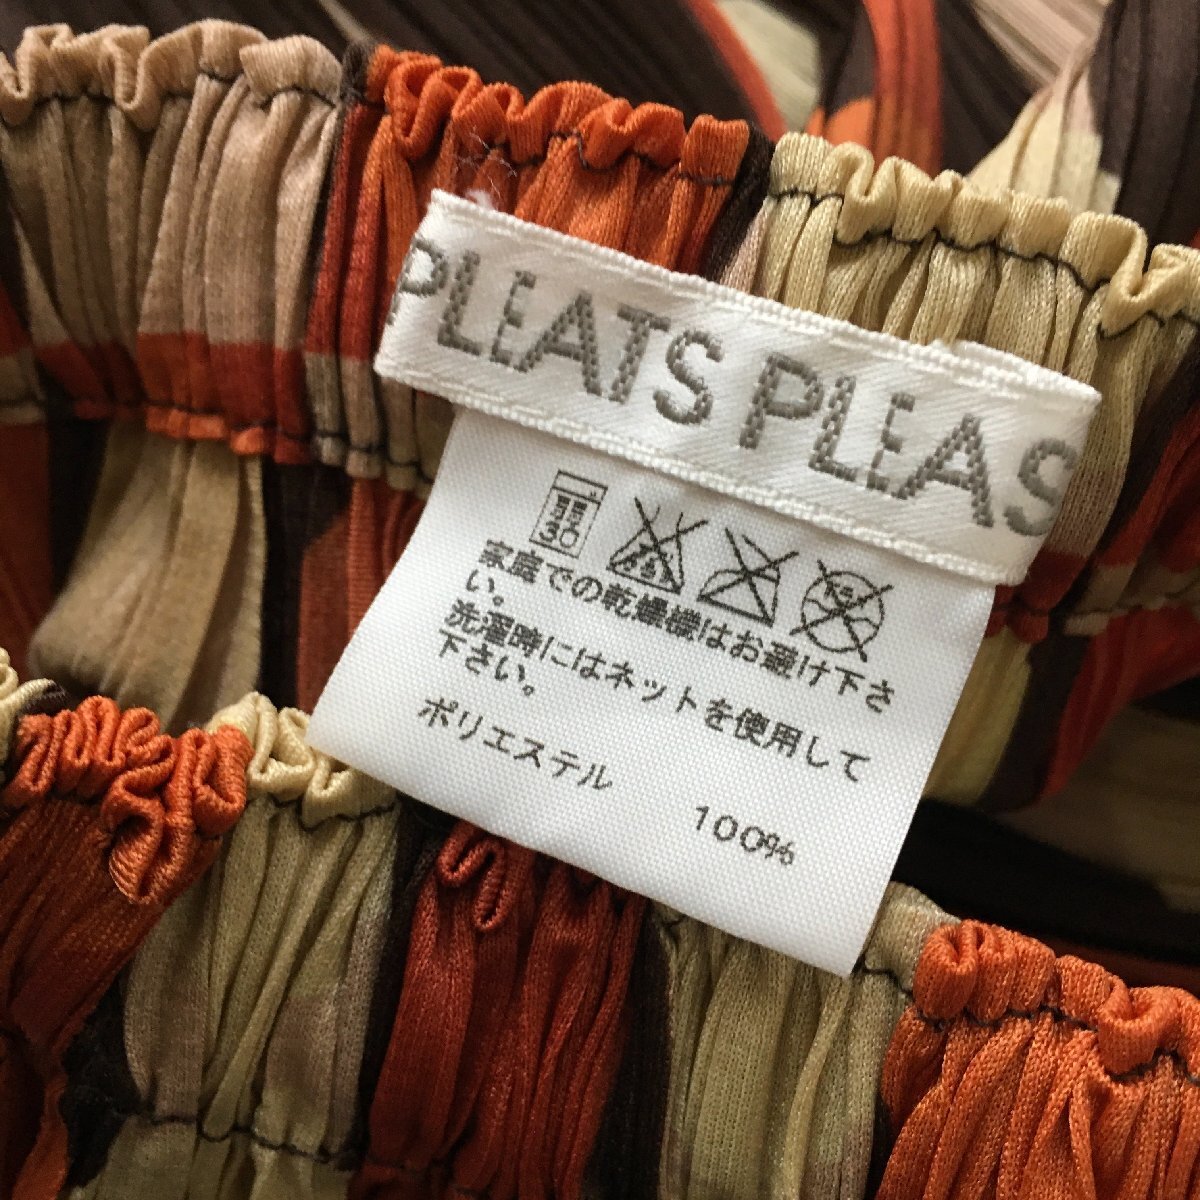 PLEATS PLEAS
30
家庭での乾燥機はお避け下さ
い。
洗濯時にはネットを使用して
下さい。
ポリエステル 100%